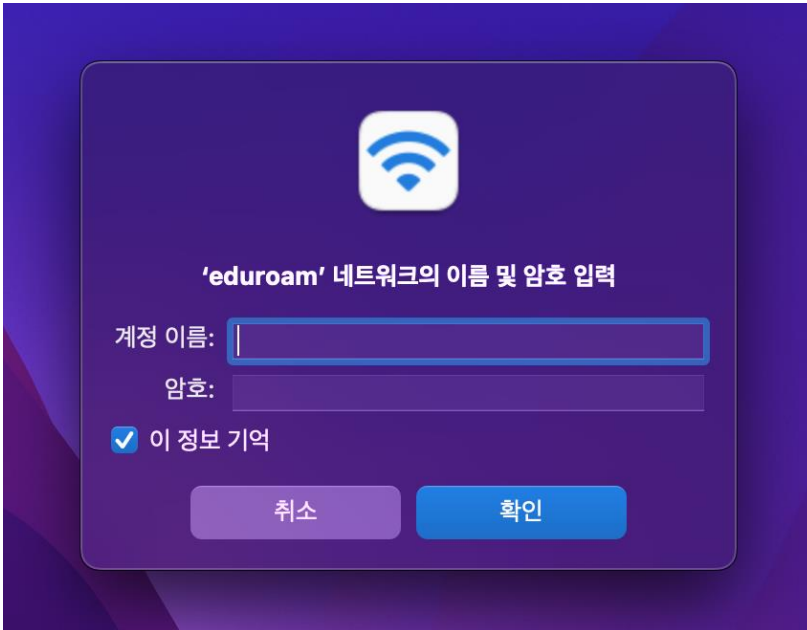 ‘eduroam’ 네트워크의 이름 및 암호 입력
계정 이름:
암호:
이 정보 기억
취소
확인